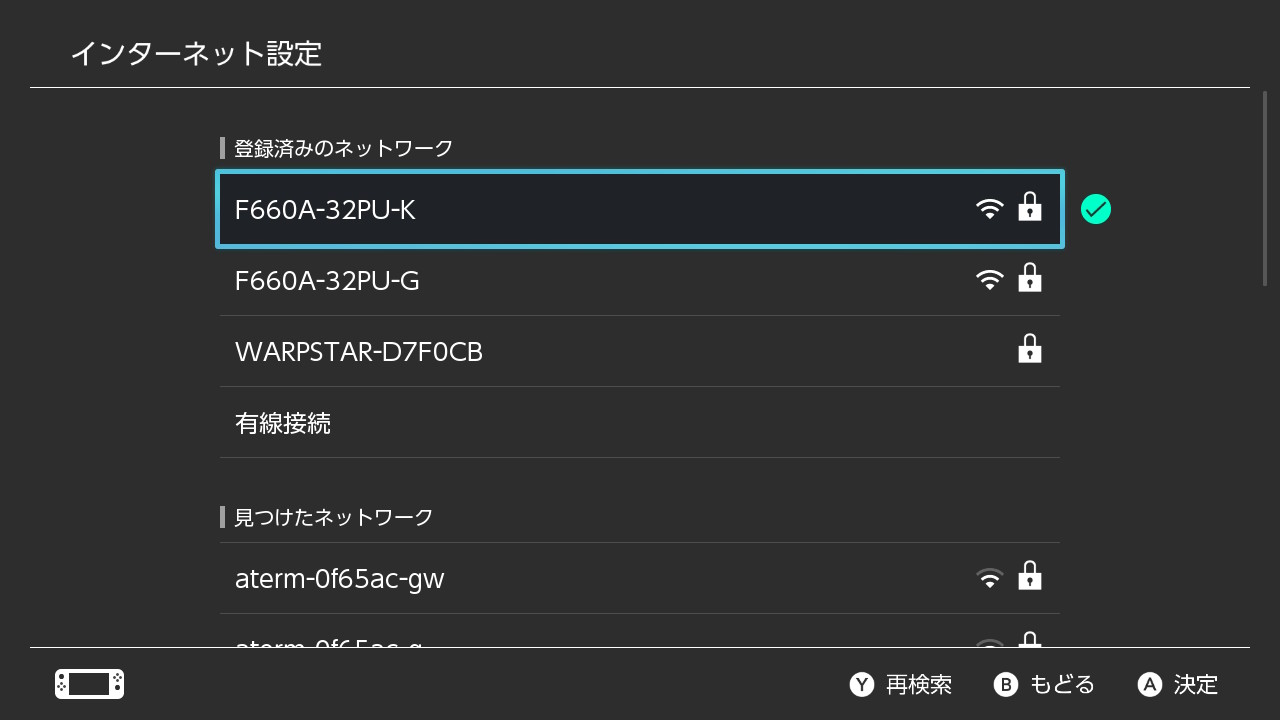 インターネット設定
登録済みのネットワーク
F660A-32PU-K
F660A-32PU-G
WARPSTAR-D7F0CB
有線接続
見つけたネットワーク
aterm-0f65ac-gw
aterm-0f65ac-g
Y 再検索 B もどる A 決定